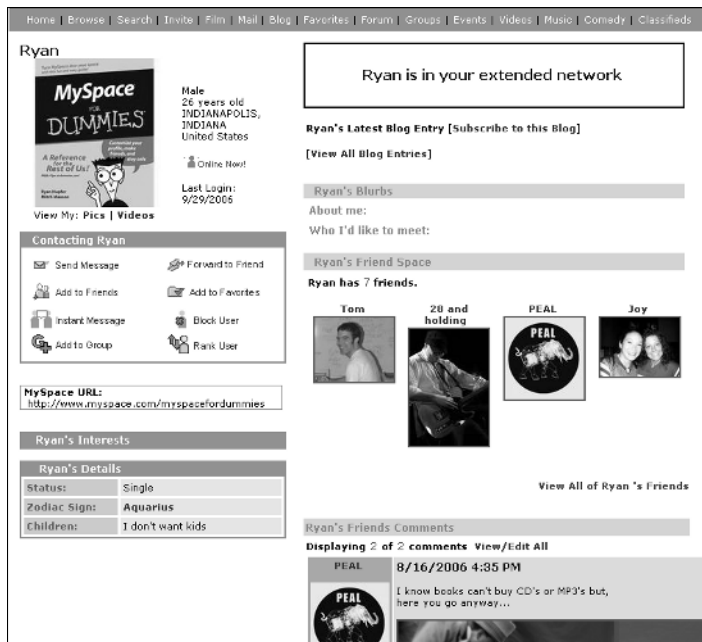 Home | Browse | Search | Invite | Film | Mail | Blog | Favorites | Forum | Groups | Events | Videos | Music | Comedy | Classifieds
Ryan
MySpace
FOR
DUMMIES
A Reference
for the
Rest of Us!
Male
26 years old
INDIANAPOLIS,
INDIANA
United States
Online Now!
Last Login:
9/29/2006
View My: Pics | Videos
Contacting Ryan
Send Message
Forward to Friend
Add to Friends
Add to Favorites
Instant Message
Block User
Add to Group
Rank User
MySpace URL:
http://www.myspace.com/myspacefordummies
Ryan's Interests
Ryan's Details
Status: Single
Zodiac Sign: Aquarius
Children: I don't want kids
Ryan is in your extended network
Ryan's Latest Blog Entry [Subscribe to this Blog]
[View All Blog Entries]
Ryan's Blurbs
About me:
Who I'd like to meet:
Ryan's Friend Space
Ryan has 7 friends.
Tom
28 and
holding
PEAL
PEAL
Joy
View All of Ryan 's Friends
Ryan's Friends Comments
Displaying 2 of 2 comments View/Edit All
PEAL
PEAL
8/16/2006 4:35 PM
I know books can't buy CD's or MP3's but,
here you go anyway...